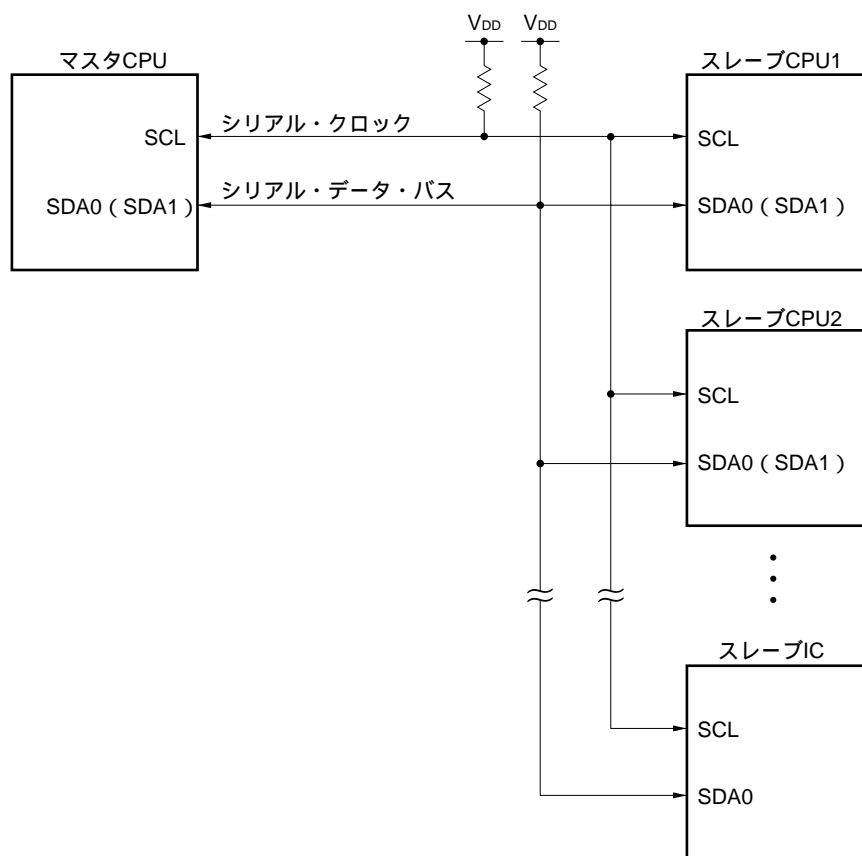 VDD VDD
マスタCPU
スレーブCPU1
SCL
シリアル・クロック
SCL
SDA0（SDA1）
シリアル・データ・バス
SDA0（SDA1）
スレーブCPU2
SCL
SDA0（SDA1）
スレーブIC
SCL
SDA0